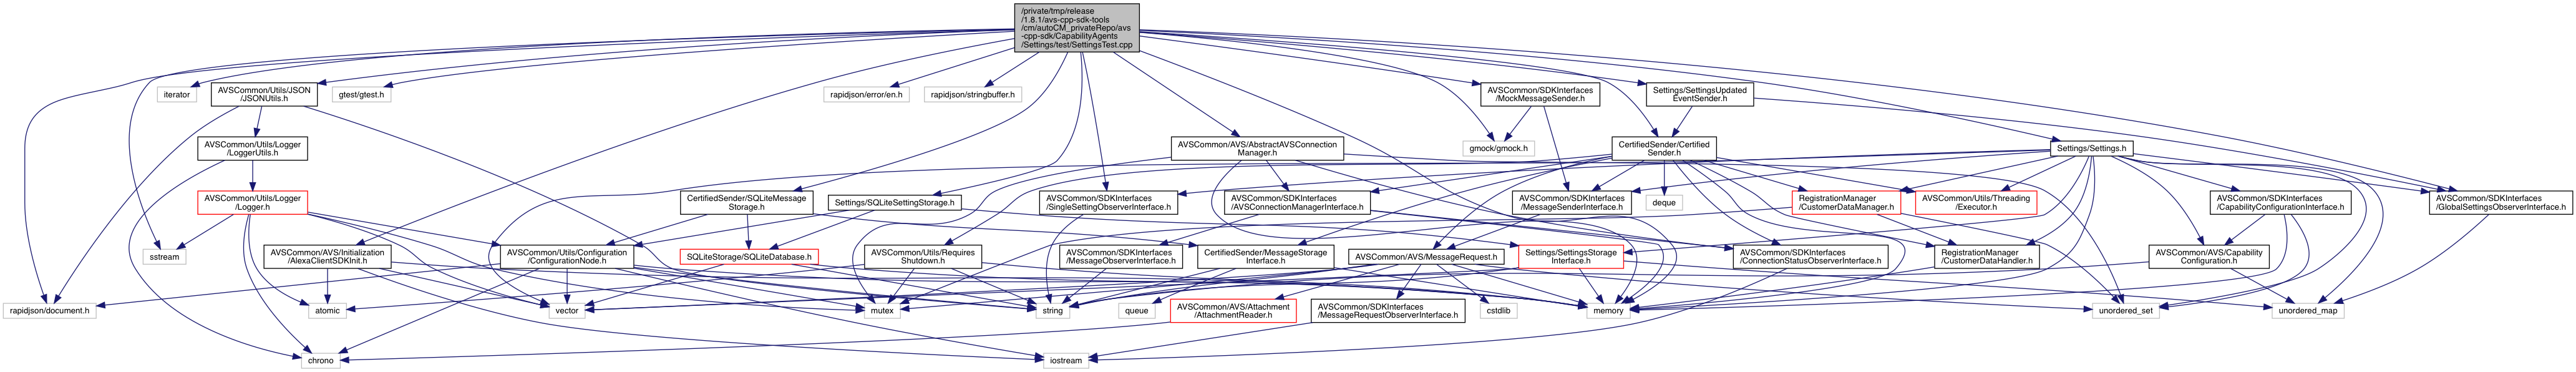 /private/tmp/release
/1.8.1/avs-cpp-sdk-tools
/cm/autoCM_privateRepo/avs
-cpp-sdk/CapabilityAgents
/Settings/test/SettingsTest.cpp
iterator
AVSCommon/Utils/JSON
/JSONUtils.h
gtest/gtest.h
rapidjson/error/en.h
rapidjson/stringbuffer.h
AVSCommon/SDKInterfaces
/MockMessageSender.h
Settings/SettingsUpdated
EventSender.h
AVSCommon/Utils/Logger
/LoggerUtils.h
AVSCommon/AVS/AbstractAVSConnection
Manager.h
gmock/gmock.h
CertifiedSender/Certified
Sender.h
Settings/Settings.h
AVSCommon/Utils/Logger
/Logger.h
CertifiedSender/SQLiteMessage
Storage.h
Settings/SQLiteSettingStorage.h
AVSCommon/SDKInterfaces
/SingleSettingObserverInterface.h
AVSCommon/SDKInterfaces
/AVSConnectionManagerInterface.h
AVSCommon/SDKInterfaces
/MessageSenderInterface.h
deque
RegistrationManager
/CustomerDataManager.h
AVSCommon/Utils/Threading
/Executor.h
AVSCommon/SDKInterfaces
/CapabilityConfigurationInterface.h
AVSCommon/SDKInterfaces
/GlobalSettingsObserverInterface.h
sstream
AVSCommon/AVS/Initialization
/AlexaClientSDKInit.h
AVSCommon/Utils/Configuration
/ConfigurationNode.h
SQLiteStorage/SQLiteDatabase.h
AVSCommon/Utils/Requires
Shutdown.h
AVSCommon/SDKInterfaces
/MessageObserverInterface.h
CertifiedSender/MessageStorage
Interface.h
AVSCommon/AVS/MessageRequest.h
Settings/SettingsStorage
Interface.h
AVSCommon/SDKInterfaces
/ConnectionStatusObserverInterface.h
RegistrationManager
/CustomerDataHandler.h
AVSCommon/AVS/Capability
Configuration.h
rapidjson/document.h
atomic
vector
mutex
string
queue
AVSCommon/AVS/Attachment
/AttachmentReader.h
AVSCommon/SDKInterfaces
/MessageRequestObserverInterface.h
cstdlib
memory
unordered_set
unordered_map
chrono
iostream